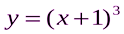 y = (x + 1)³